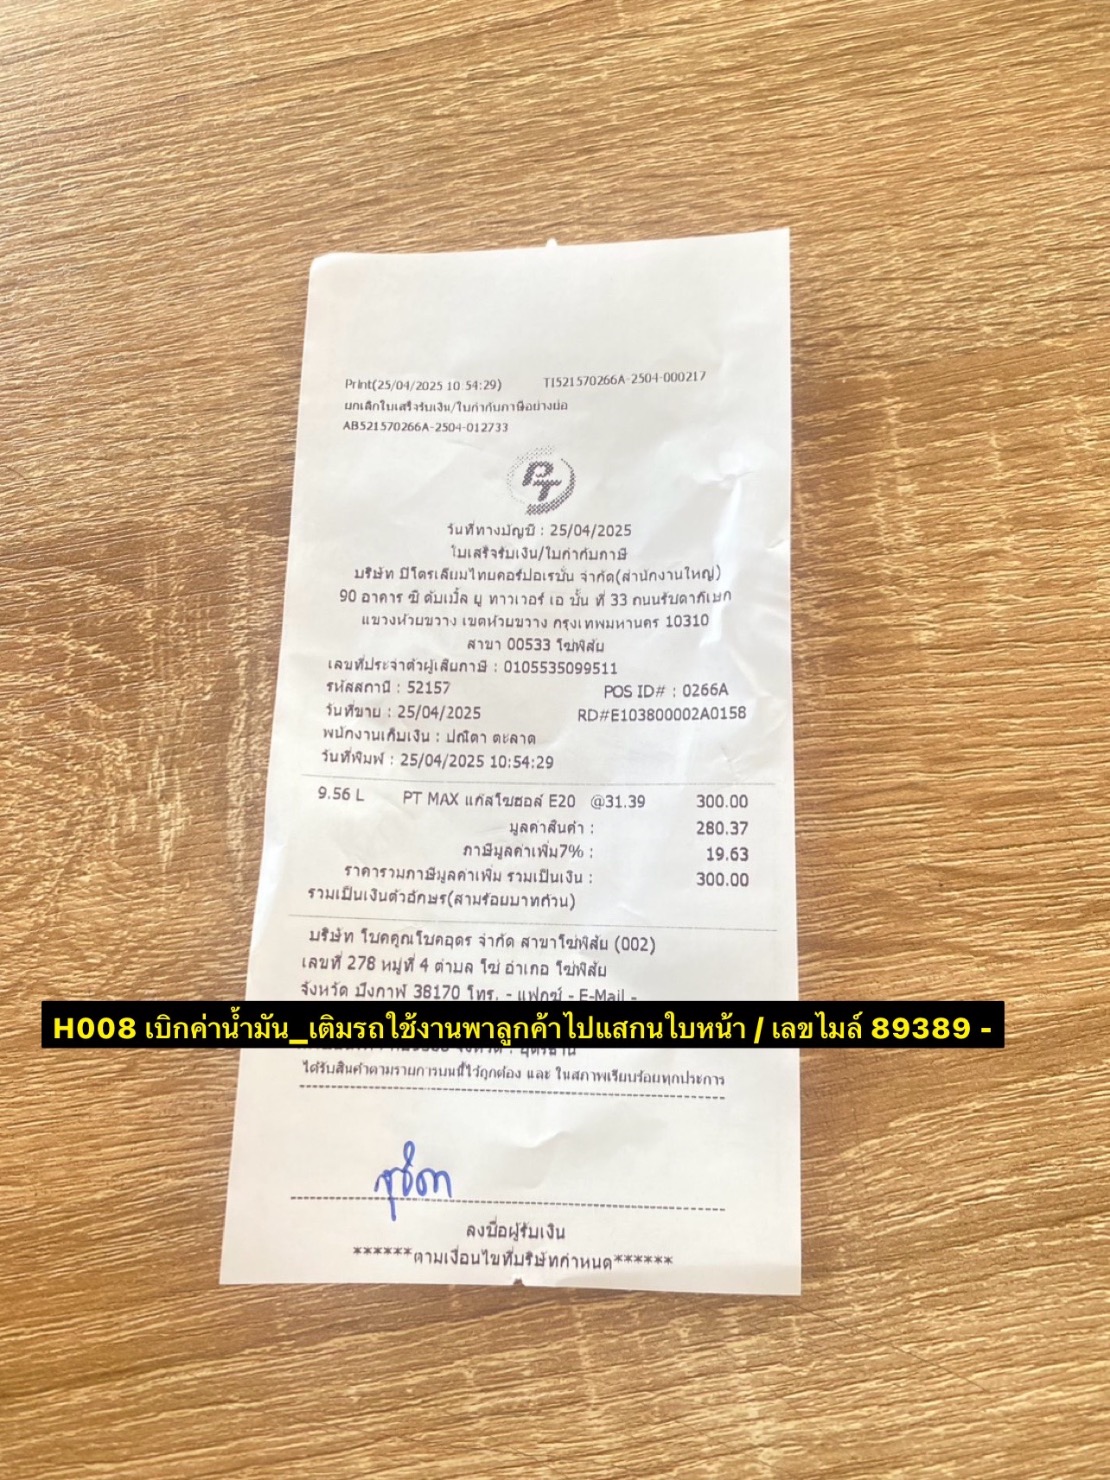 Print(25/04/2025 10:54:29) TI521570266A-2504-000217
ยกเลิกใบเสร็จรับเงิน/ใบกำกับภาษีอย่างย่อ
AB521570266A-2504-012733
PT
วันที่ทางบัญชี : 25/04/2025
ใบเสร็จรับเงิน/ใบกำกับภาษี
บริษัท ปิโตรเลียมไทยคอร์ปอเรชั่น จำกัด(สำนักงานใหญ่)
90 อาคาร ซี ดับเบิ้ล ยู ทาวเวอร์ เอ ชั้น ที่ 33 ถนนรัชดาภิเษก
แขวงห้วยขวาง เขตห้วยขวาง กรุงเทพมหานคร 10310
สาขา 00533 โซ่พิสัย
เลขที่ประจำตัวผู้เสียภาษี : 0105535099511
รหัสสถานี : 52157 POS ID# : 0266A
วันที่ขาย : 25/04/2025 RD#E103800002A0158
พนักงานเก็บเงิน : ปณิตา ตะลาด
วันที่พิมพ์ : 25/04/2025 10:54:29
9.56 L PT MAX แก๊สโซฮอล์ E20 @31.39 300.00
มูลค่าสินค้า : 280.37
ภาษีมูลค่าเพิ่ม7% : 19.63
ราคารวมภาษีมูลค่าเพิ่ม รวมเป็นเงิน : 300.00
รวมเป็นเงินตัวอักษร(สามร้อยบาทถ้วน)
บริษัท โชคคูณโชคอุดร จำกัด สาขาโซ่พิสัย (002)
เลขที่ 278 หมู่ที่ 4 ตำบล โซ่ อำเภอ โซ่พิสัย
จังหวัด บึงกาฬ 38170 โทร. - แฟกซ์ - E-Mail -
H008 เบิกค่าน้ำมัน_เติมรถใช้งานพาลูกค้าไปแสกนใบหน้า / เลขไมล์ 89389 -
ได้รับสินค้าตามรายการบนนี้ไว้ถูกต้อง และ ในสภาพเรียบร้อยทุกประการ
สุธิดา
ลงชื่อผู้รับเงิน
******ตามเงื่อนไขที่บริษัทกำหนด******